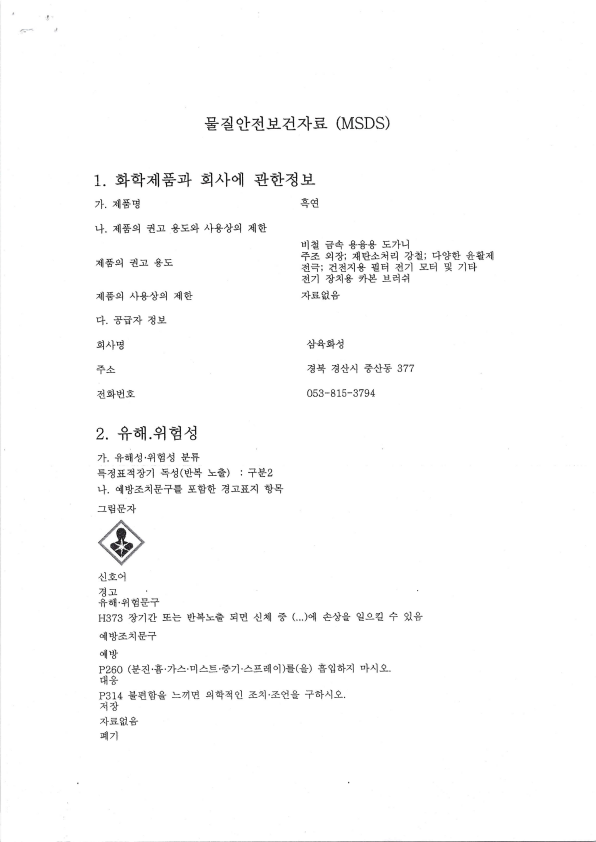 물질안전보건자료 (MSDS)
1. 화학제품과 회사에 관한정보
가. 제품명 흑연
나. 제품의 권고 용도와 사용상의 제한
제품의 권고 용도
비철 금속 용융용 도가니
주조 외장; 재탄소처리 강철; 다양한 윤활제
전극; 건전지용 필터 전기 모터 및 기타
전기 장치용 카본 브러쉬
제품의 사용상의 제한 자료없음
다. 공급자 정보
회사명 삼육화성
주소 경북 경산시 중산동 377
전화번호 053-815-3794
2. 유해.위험성
가. 유해성·위험성 분류
특정표적장기 독성(반복 노출) : 구분2
나. 예방조치문구를 포함한 경고표지 항목
그림문자
신호어
경고
유해·위험문구
H373 장기간 또는 반복노출 되면 신체 중 (...)에 손상을 일으킬 수 있음
예방조치문구
예방
P260 (분진·흄·가스·미스트·증기·스프레이)를(을) 흡입하지 마시오.
대응
P314 불편함을 느끼면 의학적인 조치·조언을 구하시오.
저장
자료없음
폐기